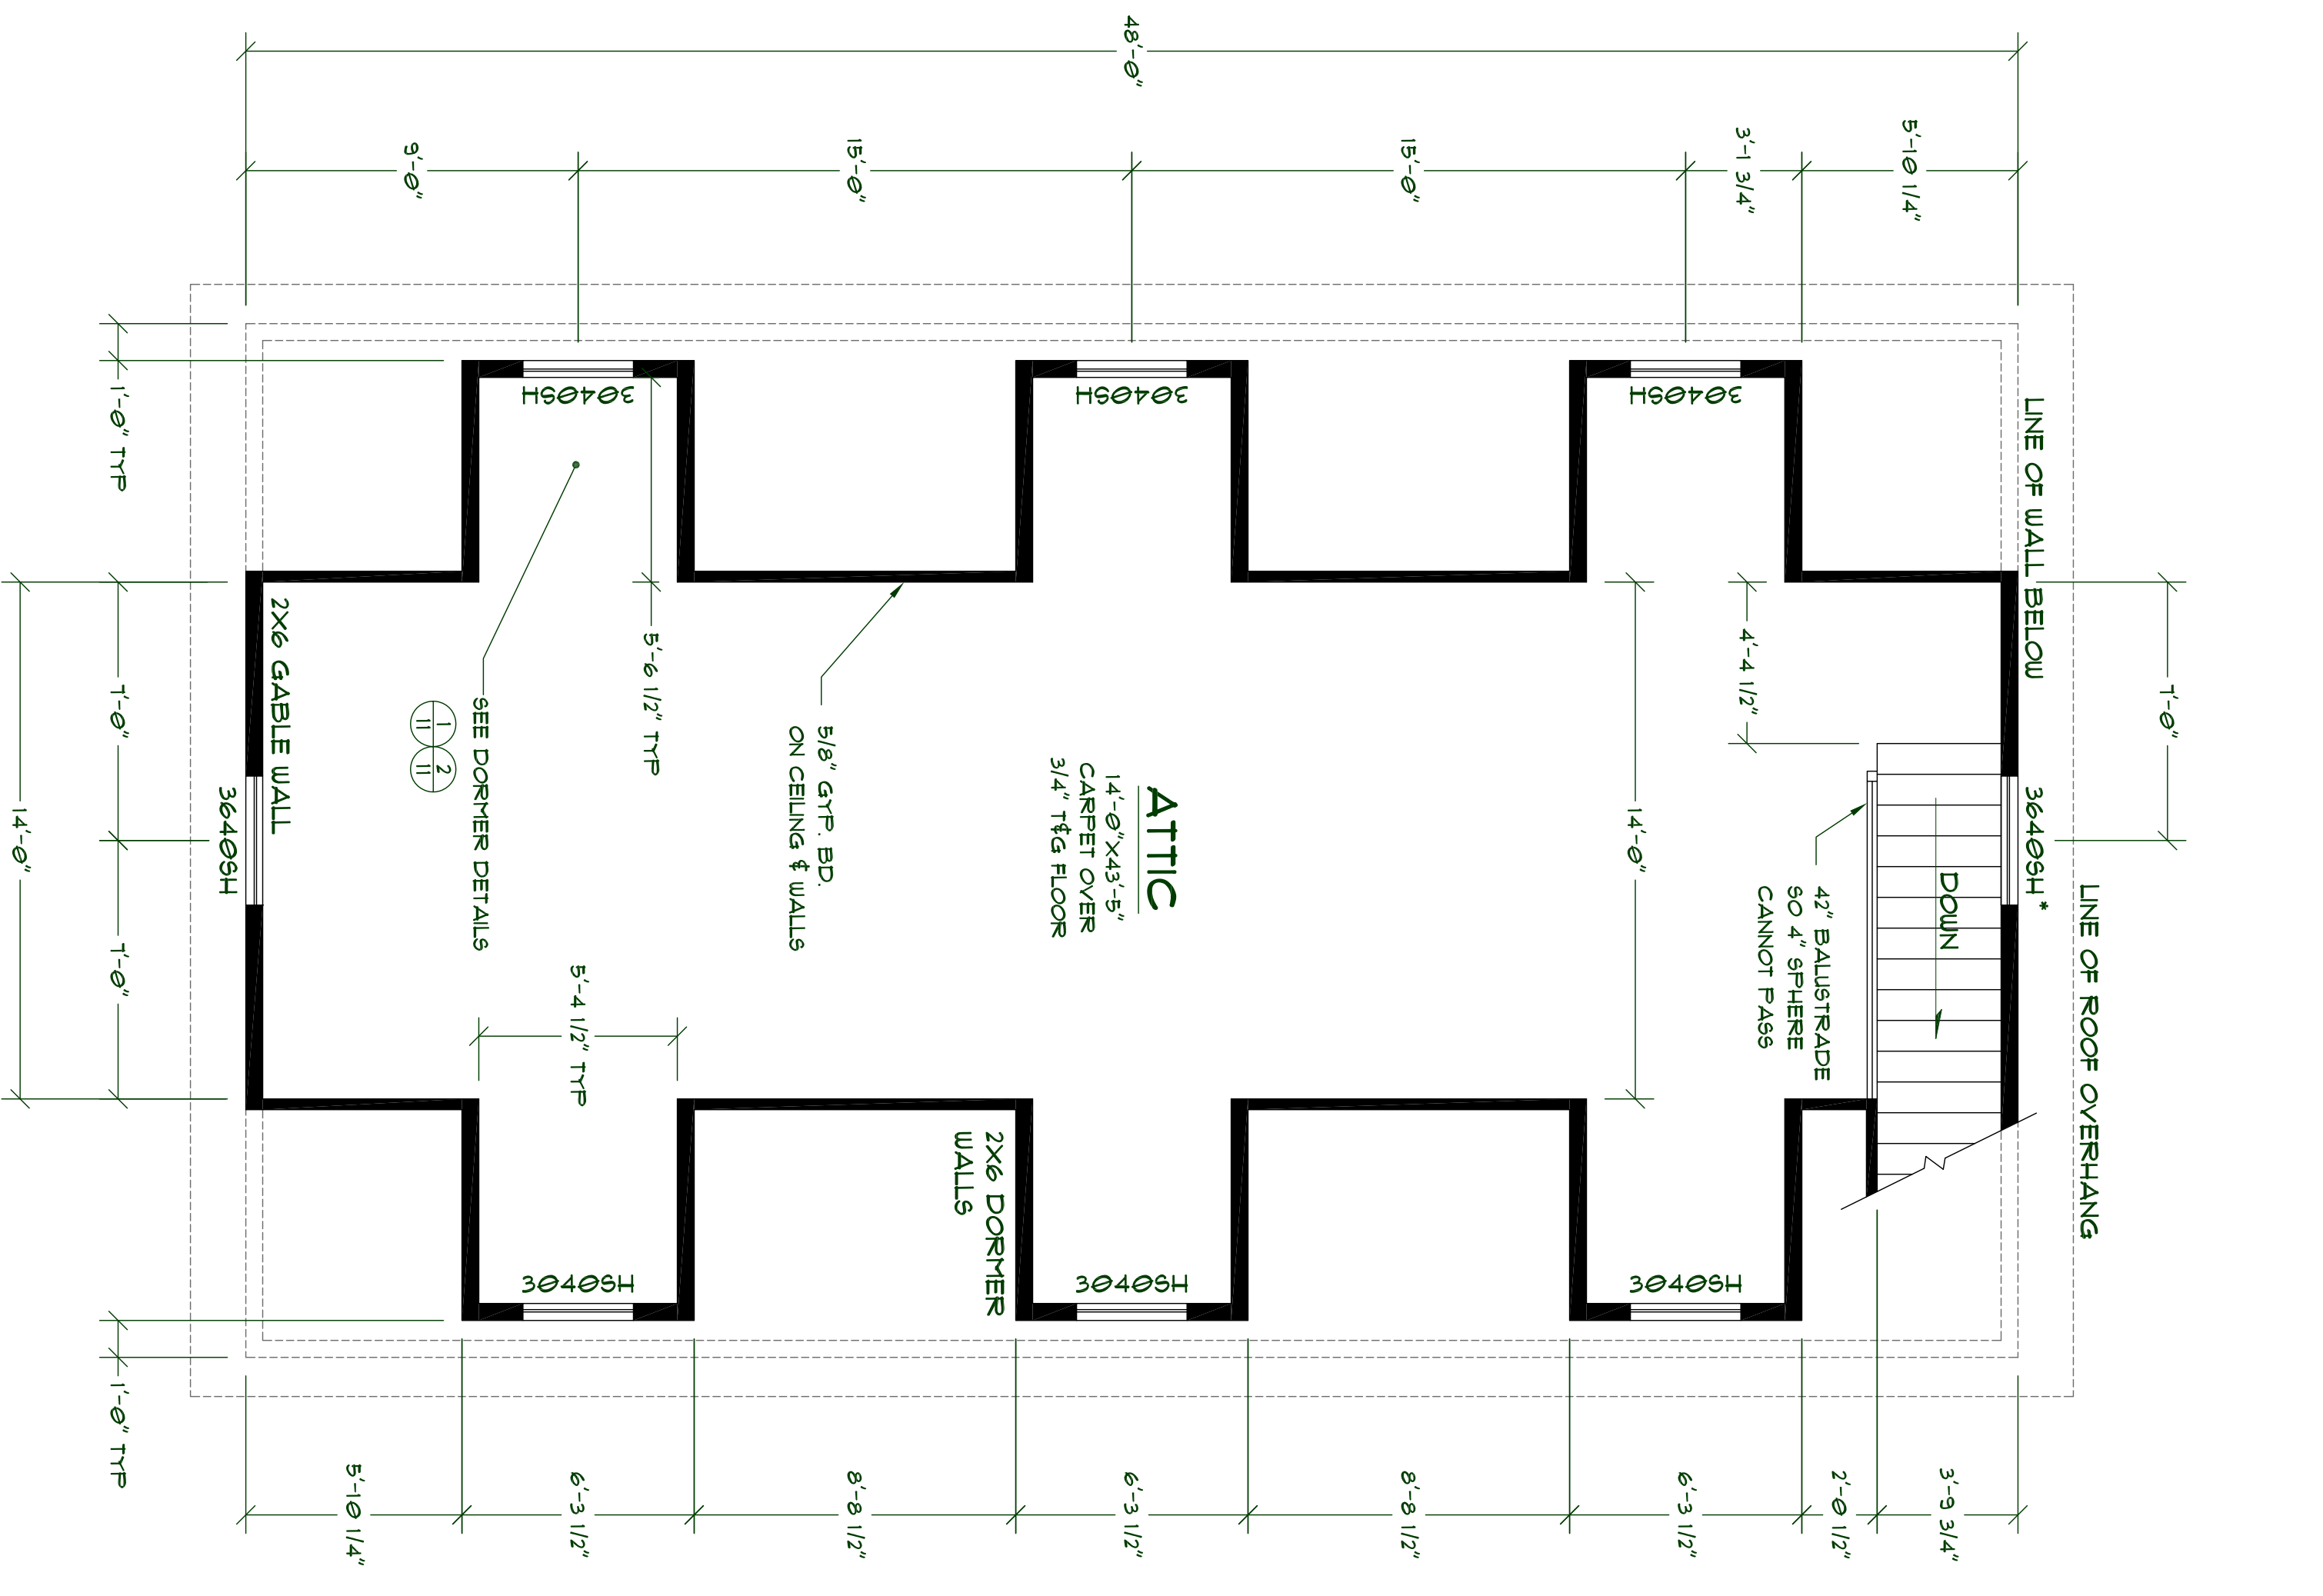 48'-0"
9'-0"
15'-0"
15'-0"
3'-1 3/4"
5'-10 1/4"
1'-0" TYP
3040SH
3040SH
3040SH
LINE OF WALL BELOW
7'-0"
14'-0"
7'-0"
7'-0"
2X6 GABLE WALL
3640SH
1
11
2
11
SEE DORMER DETAILS
5'-6 1/2" TYP
5/8" GYP. BD.
ON CEILING & WALLS
ATTIC
14'-0"X43'-5"
CARPET OVER
3/4" T&G FLOOR
14'-0"
4'-4 1/2"
42" BALUSTRADE
SO 4" SPHERE
CANNOT PASS
DOWN
3640SH *
LINE OF ROOF OVERHANG
5'-4 1/2" TYP
2X6 DORMER
WALLS
3040SH
3040SH
3040SH
1'-0" TYP
5'-10 1/4"
6'-3 1/2"
8'-8 1/2"
6'-3 1/2"
8'-8 1/2"
6'-3 1/2"
2'-0 1/2"
3'-9 3/4"